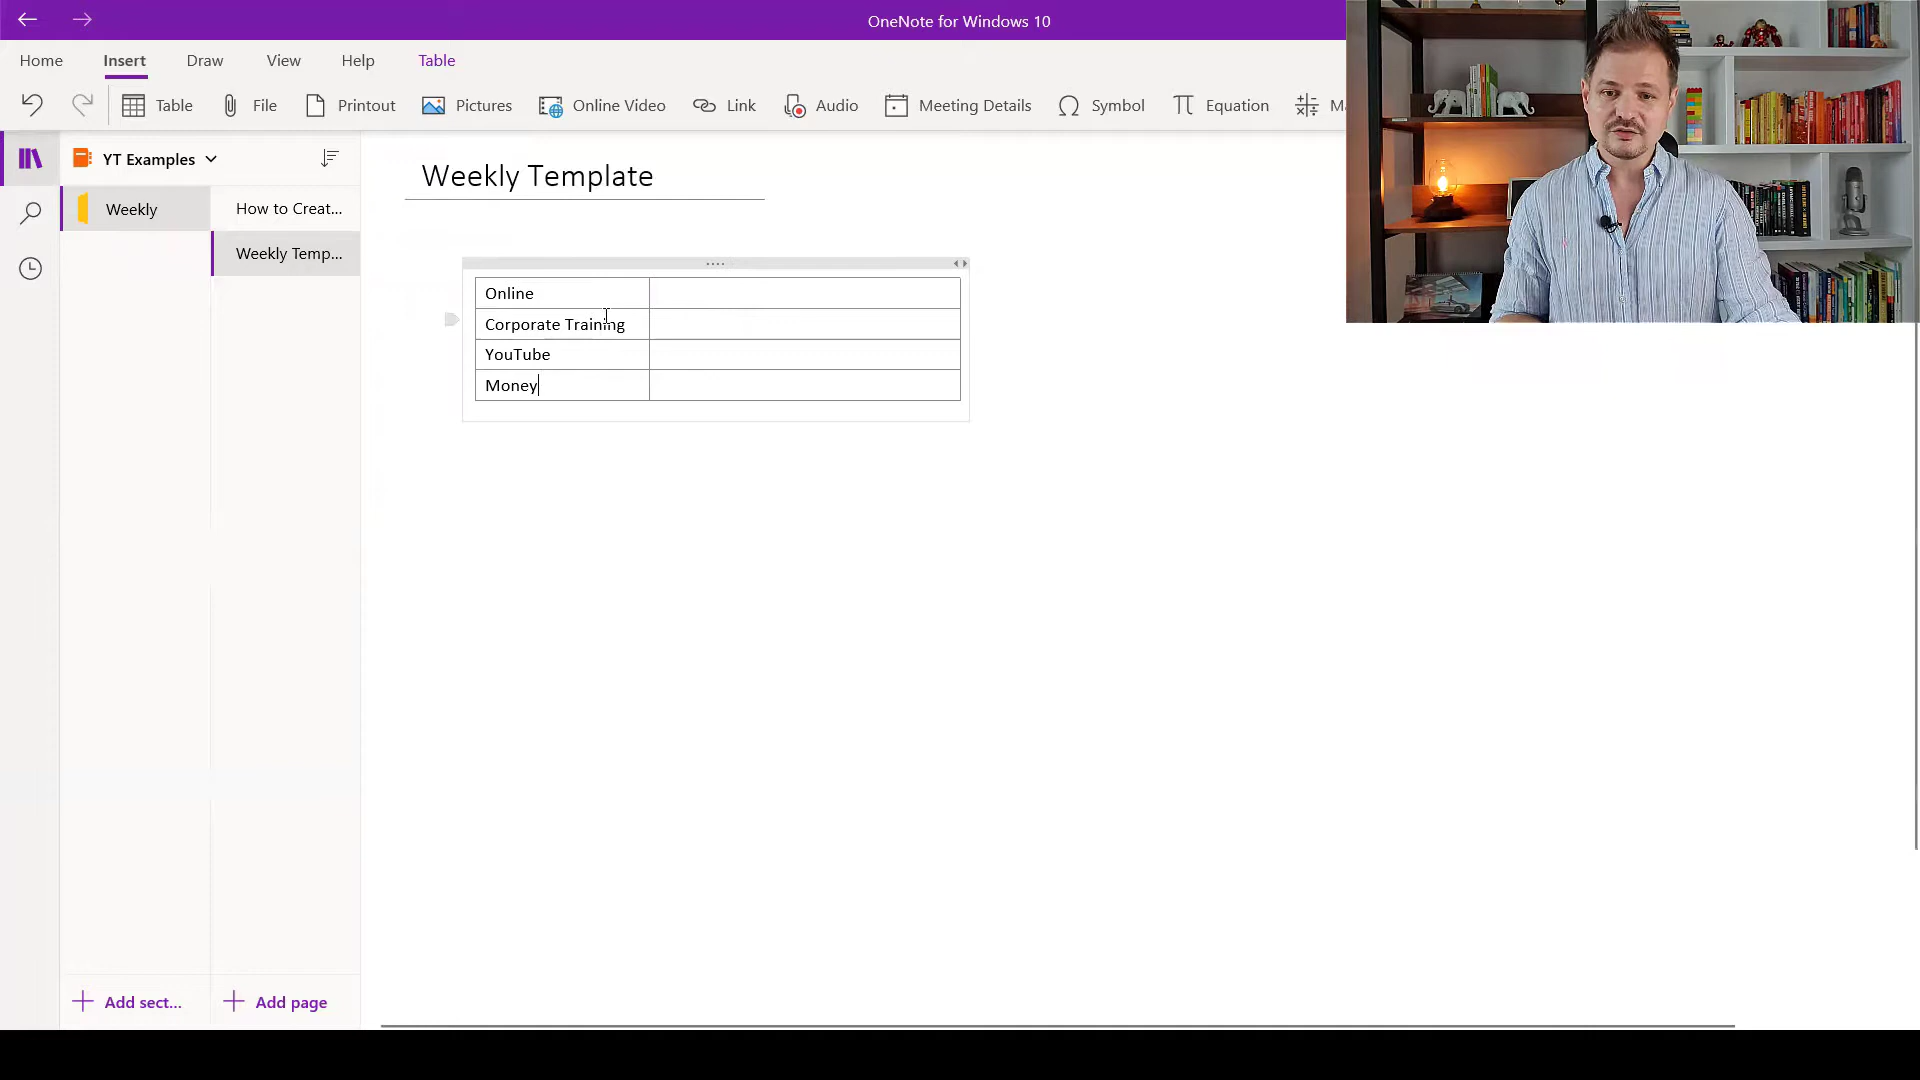 OneNote for Windows 10
Home Insert Draw View Help Table
Table File Printout Pictures Online Video Link Audio Meeting Details Symbol Equation Ma
YT Examples
Weekly
How to Creat...
Weekly Temp...
Weekly Template
Online
Corporate Training
YouTube
Money
Add sect...
Add page